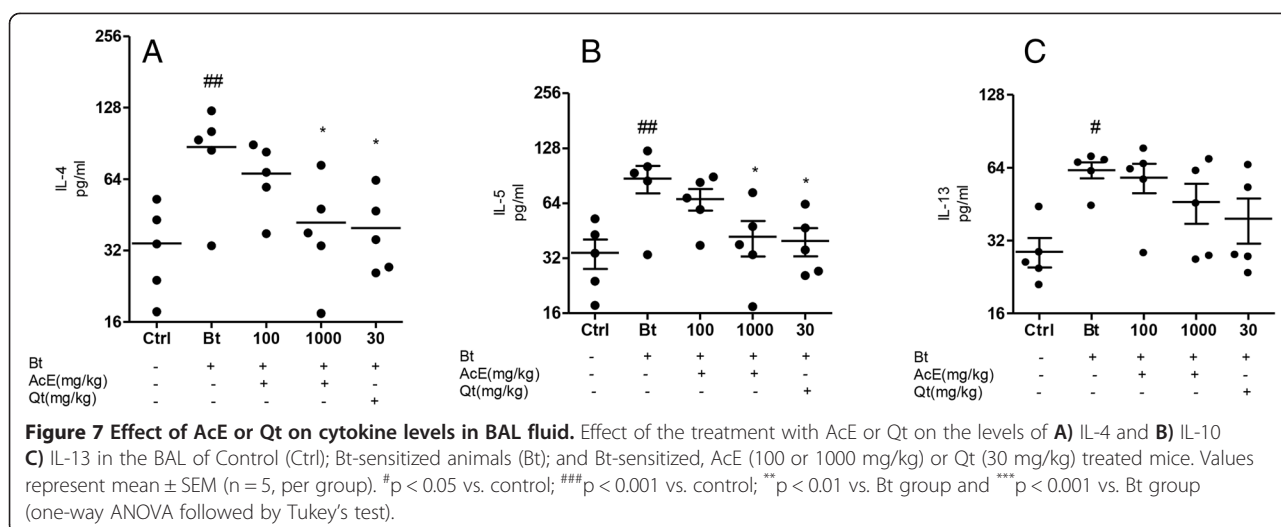 A
256
128
64
32
16
IL-4
pg/ml
##
*
*
Ctrl Bt 100 1000 30
Bt - + + + +
AcE(mg/kg) - - + + -
Qt(mg/kg) - - - - +
B
256
128
64
32
16
IL-5
pg/ml
##
*
*
Ctrl Bt 100 1000 30
Bt - + + + +
AcE(mg/kg) - - + + -
Qt(mg/kg) - - - - +
C
128
64
32
16
IL-13
pg/ml
#
Ctrl Bt 100 1000 30
Bt - + + + +
AcE(mg/kg) - - + + -
Qt(mg/kg) - - - - +
Figure 7 Effect of AcE or Qt on cytokine levels in BAL fluid. Effect of the treatment with AcE or Qt on the levels of A) IL-4 and B) IL-10
C) IL-13 in the BAL of Control (Ctrl); Bt-sensitized animals (Bt); and Bt-sensitized, AcE (100 or 1000 mg/kg) or Qt (30 mg/kg) treated mice. Values
represent mean ± SEM (n = 5, per group). #p < 0.05 vs. control; ###p < 0.001 vs. control; **p < 0.01 vs. Bt group and ***p < 0.001 vs. Bt group
(one-way ANOVA followed by Tukey's test).